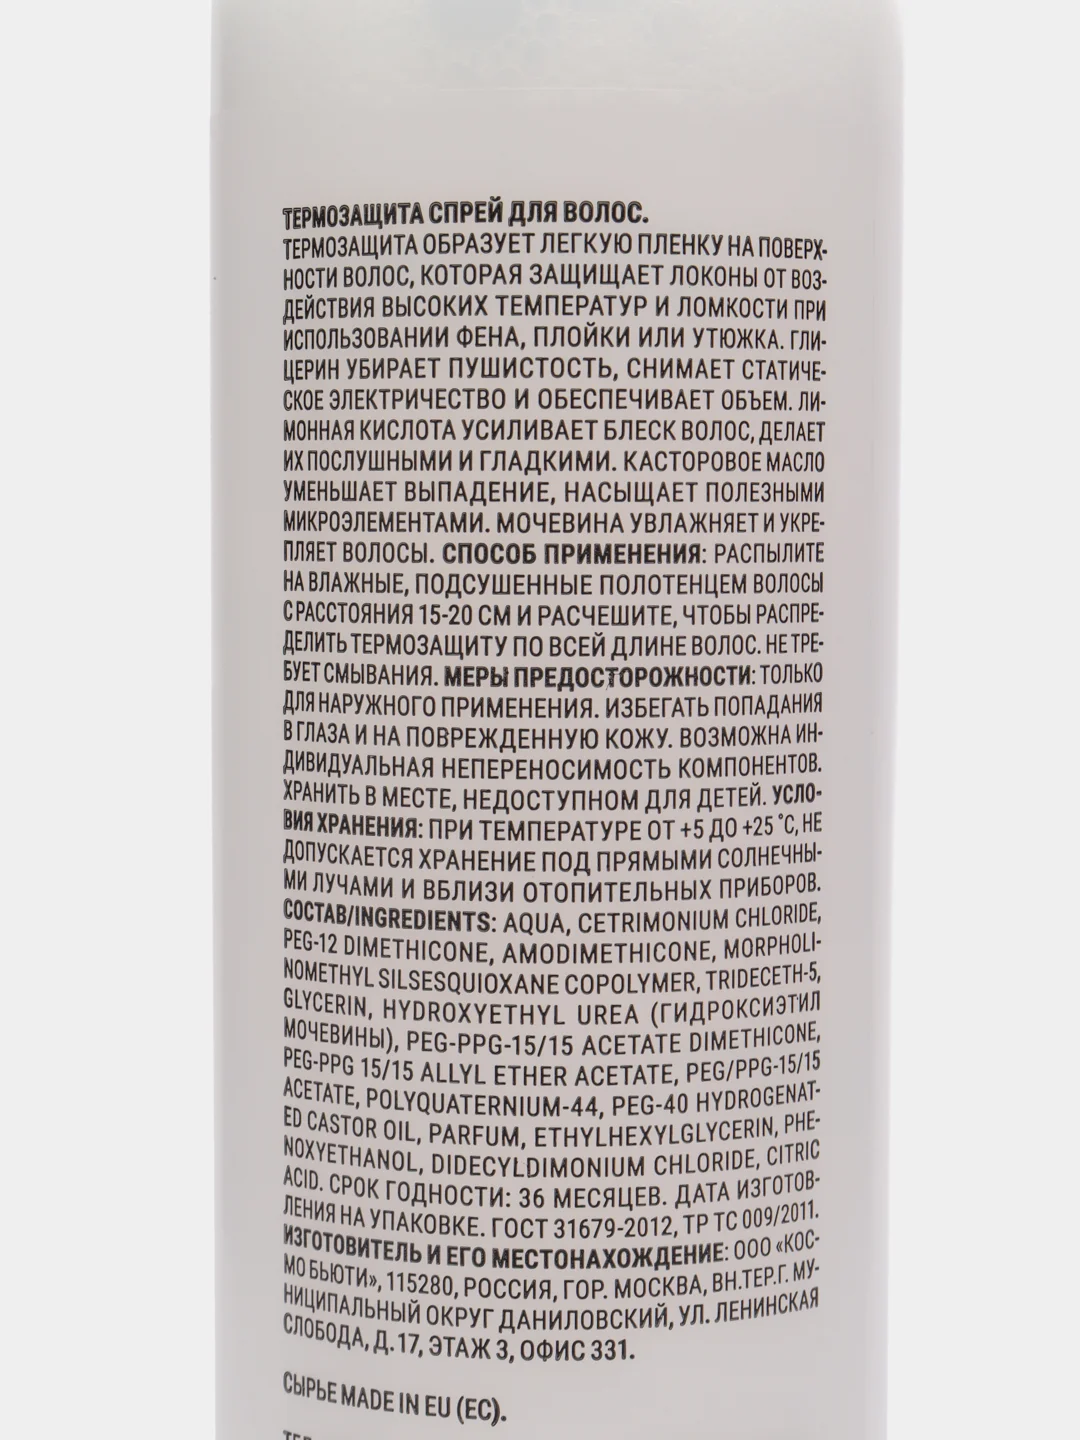 ТЕРМОЗАЩИТА СПРЕЙ ДЛЯ ВОЛОС.
ТЕРМОЗАЩИТА ОБРАЗУЕТ ЛЕГКУЮ ПЛЕНКУ НА ПОВЕРХ-
НОСТИ ВОЛОС, КОТОРАЯ ЗАЩИЩАЕТ ЛОКОНЫ ОТ ВОЗ-
ДЕЙСТВИЯ ВЫСОКИХ ТЕМПЕРАТУР И ЛОМКОСТИ ПРИ
ИСПОЛЬЗОВАНИИ ФЕНА, ПЛОЙКИ ИЛИ УТЮЖКА. ГЛИ-
ЦЕРИН УБИРАЕТ ПУШИСТОСТЬ, СНИМАЕТ СТАТИЧЕ-
СКОЕ ЭЛЕКТРИЧЕСТВО И ОБЕСПЕЧИВАЕТ ОБЪЕМ. ЛИ-
МОННАЯ КИСЛОТА УСИЛИВАЕТ БЛЕСК ВОЛОС, ДЕЛАЕТ
ИХ ПОСЛУШНЫМИ И ГЛАДКИМИ. КАСТОРОВОЕ МАСЛО
УМЕНЬШАЕТ ВЫПАДЕНИЕ, НАСЫЩАЕТ ПОЛЕЗНЫМИ
МИКРОЭЛЕМЕНТАМИ. МОЧЕВИНА УВЛАЖНЯЕТ И УКРЕ-
ПЛЯЕТ ВОЛОСЫ. СПОСОБ ПРИМЕНЕНИЯ: РАСПЫЛИТЕ
НА ВЛАЖНЫЕ, ПОДСУШЕННЫЕ ПОЛОТЕНЦЕМ ВОЛОСЫ
С РАССТОЯНИЯ 15-20 СМ И РАСЧЕШИТЕ, ЧТОБЫ РАСПРЕ-
ДЕЛИТЬ ТЕРМОЗАЩИТУ ПО ВСЕЙ ДЛИНЕ ВОЛОС. НЕ ТРЕ-
БУЕТ СМЫВАНИЯ. МЕРЫ ПРЕДОСТОРОЖНОСТИ: ТОЛЬКО
ДЛЯ НАРУЖНОГО ПРИМЕНЕНИЯ. ИЗБЕГАТЬ ПОПАДАНИЯ
В ГЛАЗА И НА ПОВРЕЖДЕННУЮ КОЖУ. ВОЗМОЖНА ИН-
ДИВИДУАЛЬНАЯ НЕПЕРЕНОСИМОСТЬ КОМПОНЕНТОВ.
ХРАНИТЬ В МЕСТЕ, НЕДОСТУПНОМ ДЛЯ ДЕТЕЙ. УСЛО-
ВИЯ ХРАНЕНИЯ: ПРИ ТЕМПЕРАТУРЕ ОТ +5 ДО +25 °С, НЕ
ДОПУСКАЕТСЯ ХРАНЕНИЕ ПОД ПРЯМЫМИ СОЛНЕЧНЫ-
МИ ЛУЧАМИ И ВБЛИЗИ ОТОПИТЕЛЬНЫХ ПРИБОРОВ.
СОСТАВ/INGREDIENTS: AQUA, CETRIMONIUM CHLORIDE,
PEG-12 DIMETHICONE, AMODIMETHICONE, MORPHOLI-
NOMETHYL SILSESQUIOXANE COPOLYMER, TRIDECETH-5,
GLYCERIN, HYDROXYETHYL UREA (ГИДРОКСИЭТИЛ
МОЧЕВИНЫ), PEG-PPG-15/15 ACETATE DIMETHICONE,
PEG-PPG 15/15 ALLYL ETHER ACETATE, PEG/PPG-15/15
ACETATE, POLYQUATERNIUM-44, PEG-40 HYDROGENAT-
ED CASTOR OIL, PARFUM, ETHYLHEXYLGLYCERIN, PHE-
NOXYETHANOL, DIDECYLDIMONIUM CHLORIDE, CITRIC
ACID. СРОК ГОДНОСТИ: 36 МЕСЯЦЕВ. ДАТА ИЗГОТОВ-
ЛЕНИЯ НА УПАКОВКЕ. ГОСТ 31679-2012, ТР ТС 009/2011.
ИЗГОТОВИТЕЛЬ И ЕГО МЕСТОНАХОЖДЕНИЕ: ООО «КОС-
МО БЬЮТИ», 115280, РОССИЯ, ГОР. МОСКВА, ВН.ТЕР.Г. МУ-
НИЦИПАЛЬНЫЙ ОКРУГ ДАНИЛОВСКИЙ, УЛ. ЛЕНИНСКАЯ
СЛОБОДА, Д. 17, ЭТАЖ 3, ОФИС 331.
СЫРЬЕ MADE IN EU (ЕС).